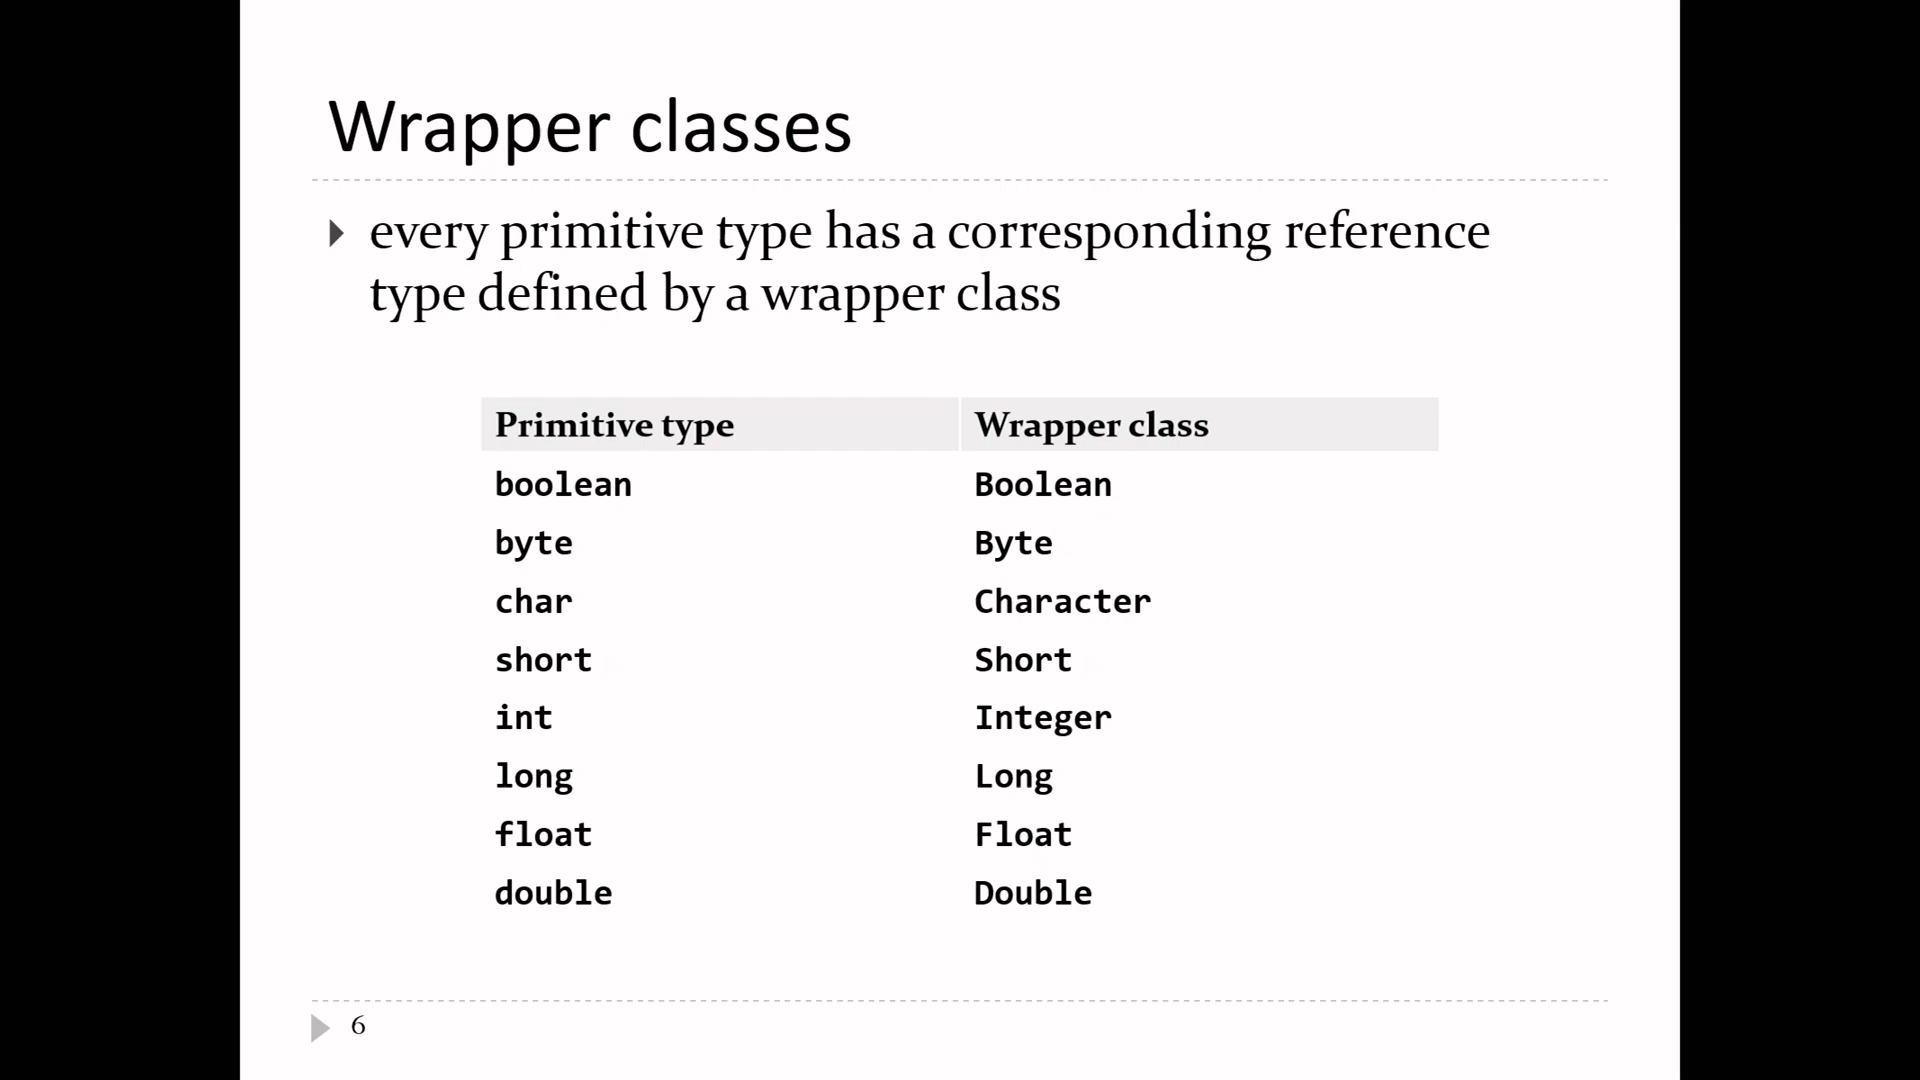 Wrapper classes
every primitive type has a corresponding reference
type defined by a wrapper class
Primitive type Wrapper class
boolean Boolean
byte Byte
char Character
short Short
int Integer
long Long
float Float
double Double
6